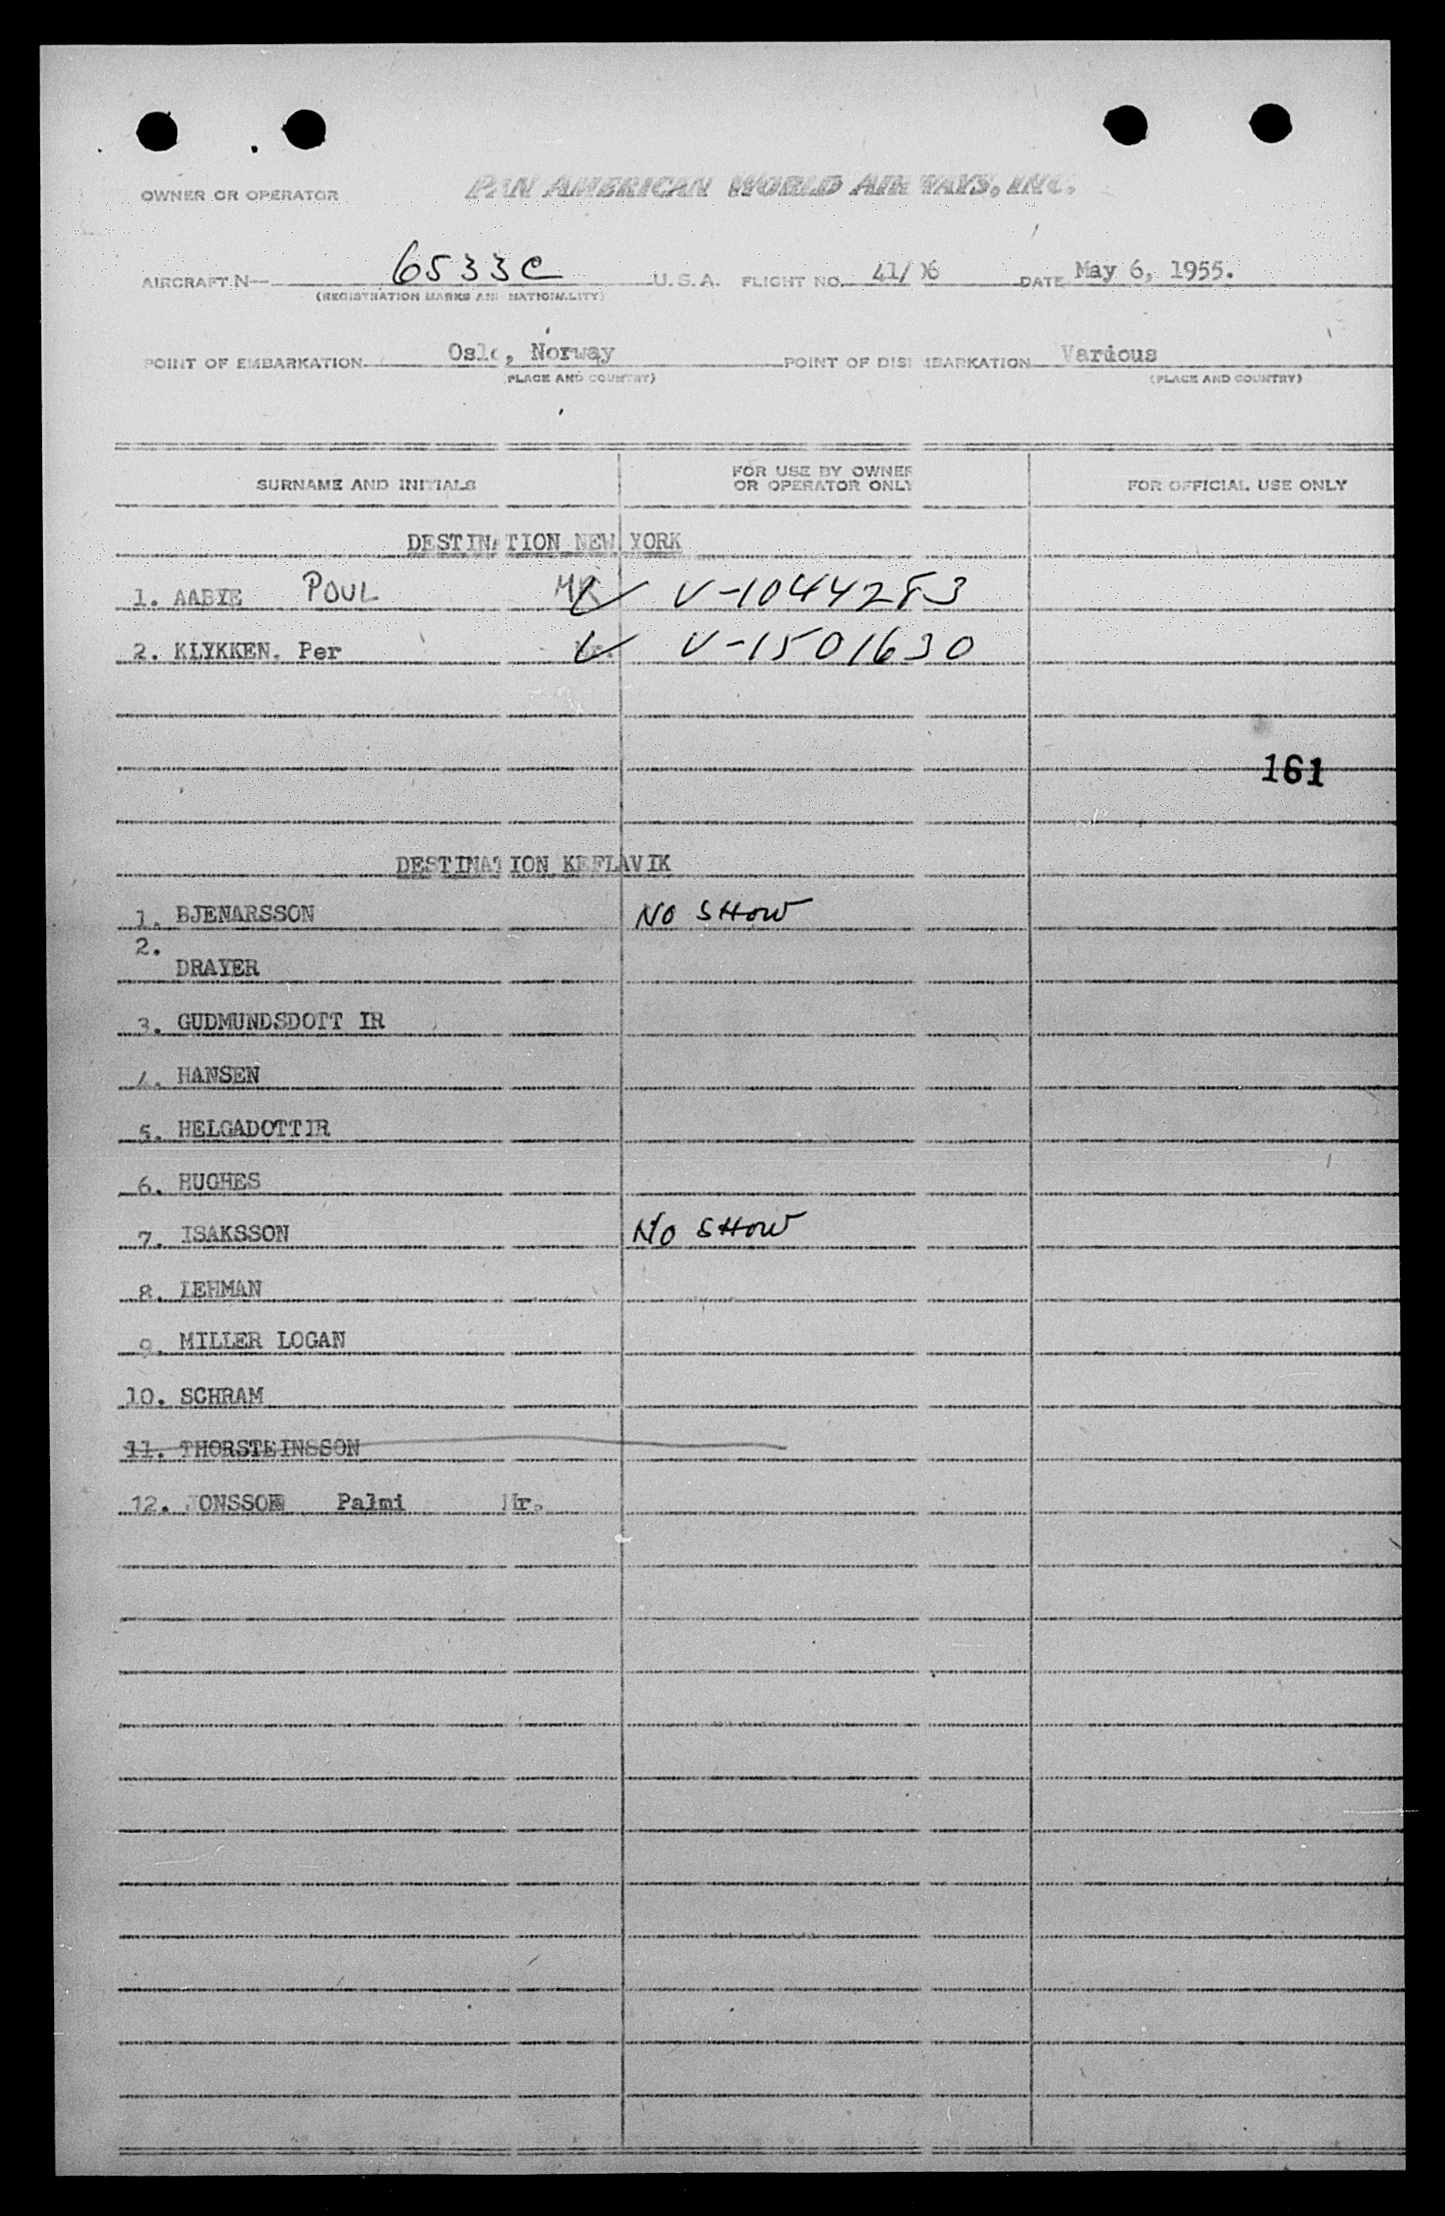 OWNER OR OPERATOR PAN AMERICAN WORLD AIRWAYS, INC.
AIRCRAFT N 6533C U.S.A. FLIGHT NO. 41/06 DATE May 6, 1955.
(REGISTRATION MARKS AND NATIONALITY)
POINT OF EMBARKATION Oslo, Norway POINT OF DISEMBARKATION Various
(PLACE AND COUNTRY) (PLACE AND COUNTRY)
SURNAME AND INITIALS FOR USE BY OWNER OR OPERATOR ONLY FOR OFFICIAL USE ONLY
DESTINATION NEW YORK
1. AABYE POUL MR ✓ V-1044283
2. KLYKKEN. Per ✓ V-1501630
161
DESTINATION KEFLAVIK
1. BJENARSSON NO SHOW
2. DRAYER
3. GUDMUNDSDOTT IR
4. HANSEN
5. HELGADOTTIR
6. HUGHES
7. ISAKSSON NO SHOW
8. LEHMAN
9. MILLER LOGAN
10. SCHRAM
11. THORSTEINSSON
12. JONSSON Palmi Mr.